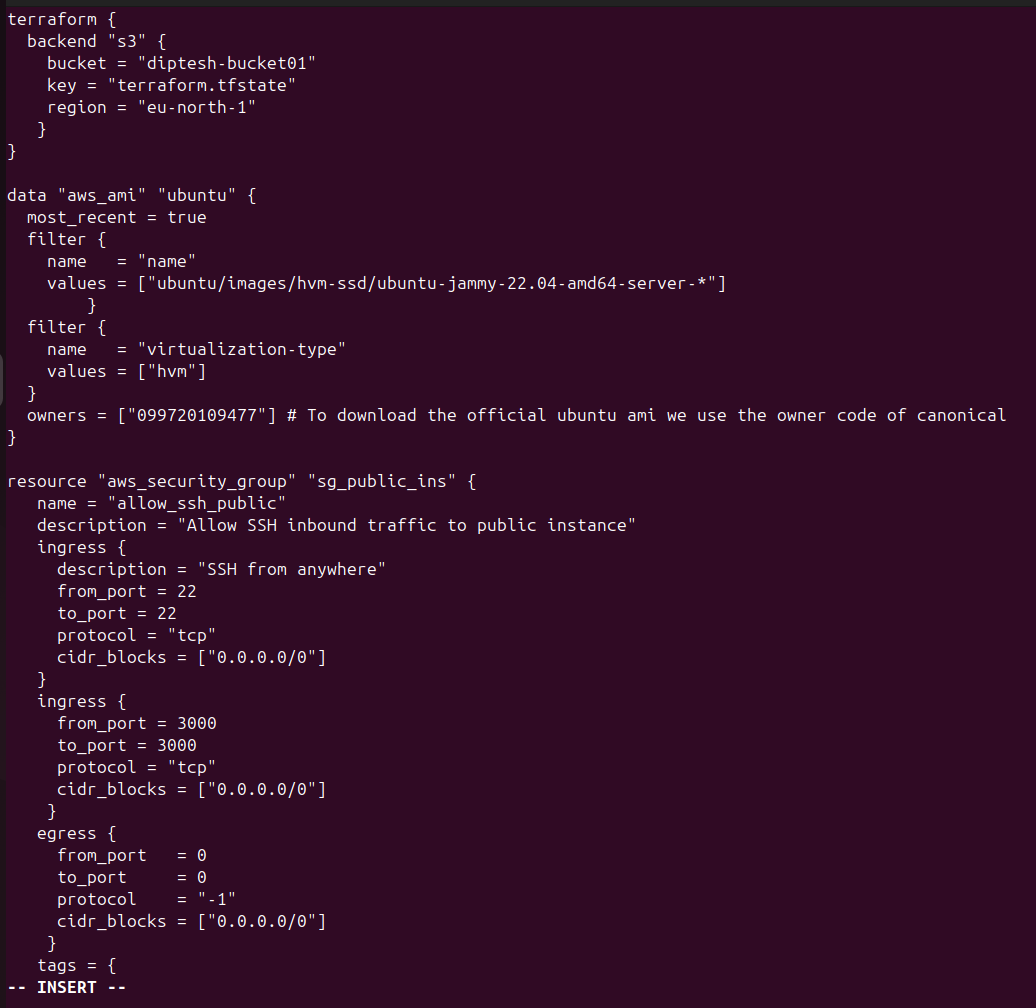 terraform {
  backend "s3" {
    bucket = "diptesh-bucket01"
    key = "terraform.tfstate"
    region = "eu-north-1"
   }
}

data "aws_ami" "ubuntu" {
  most_recent = true
  filter {
    name   = "name"
    values = ["ubuntu/images/hvm-ssd/ubuntu-jammy-22.04-amd64-server-*"]
        }
  filter {
    name   = "virtualization-type"
    values = ["hvm"]
  }
  owners = ["099720109477"] # To download the official ubuntu ami we use the owner code of canonical
}

resource "aws_security_group" "sg_public_ins" {
   name = "allow_ssh_public"
   description = "Allow SSH inbound traffic to public instance"
   ingress {
     description = "SSH from anywhere"
     from_port = 22
     to_port = 22
     protocol = "tcp"
     cidr_blocks = ["0.0.0.0/0"]
   }
   ingress {
     from_port = 3000
     to_port = 3000
     protocol = "tcp"
     cidr_blocks = ["0.0.0.0/0"]
    }
   egress {
     from_port   = 0
     to_port     = 0
     protocol    = "-1"
     cidr_blocks = ["0.0.0.0/0"]
    }
   tags = {
-- INSERT --